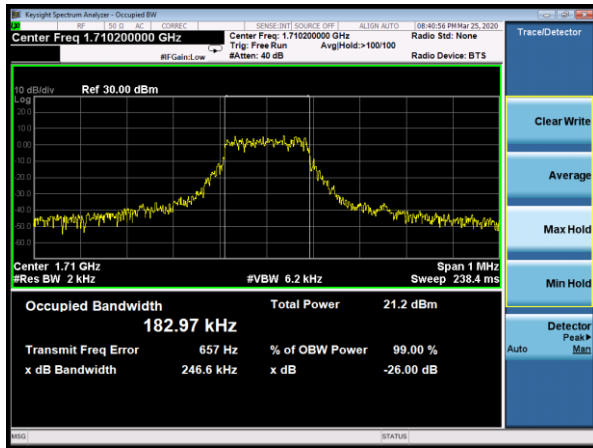 Keysight Spectrum Analyzer - Occupied BW
RF 50 Ω AC CORREC SENSE:INT SOURCE OFF ALIGN AUTO 08:40:56 PM Mar 25, 2020
Center Freq 1.710200000 GHz
Center Freq: 1.710200000 GHz
Radio Std: None
Trig: Free Run Avg|Hold:>100/100
#IFGain:Low #Atten: 40 dB Radio Device: BTS
Trace/Detector
10 dB/div Ref 30.00 dBm
Log
20.0
10.0
0.00
-10.0
-20.0
-30.0
-40.0
-50.0
-60.0
Center 1.71 GHz Span 1 MHz
#Res BW 2 kHz #VBW 6.2 kHz Sweep 238.4 ms
Occupied Bandwidth Total Power 21.2 dBm
182.97 kHz
Transmit Freq Error 657 Hz % of OBW Power 99.00 %
x dB Bandwidth 246.6 kHz x dB -26.00 dB
Clear Write
Average
Max Hold
Min Hold
Detector
Peak▶
Auto Man
MSG STATUS